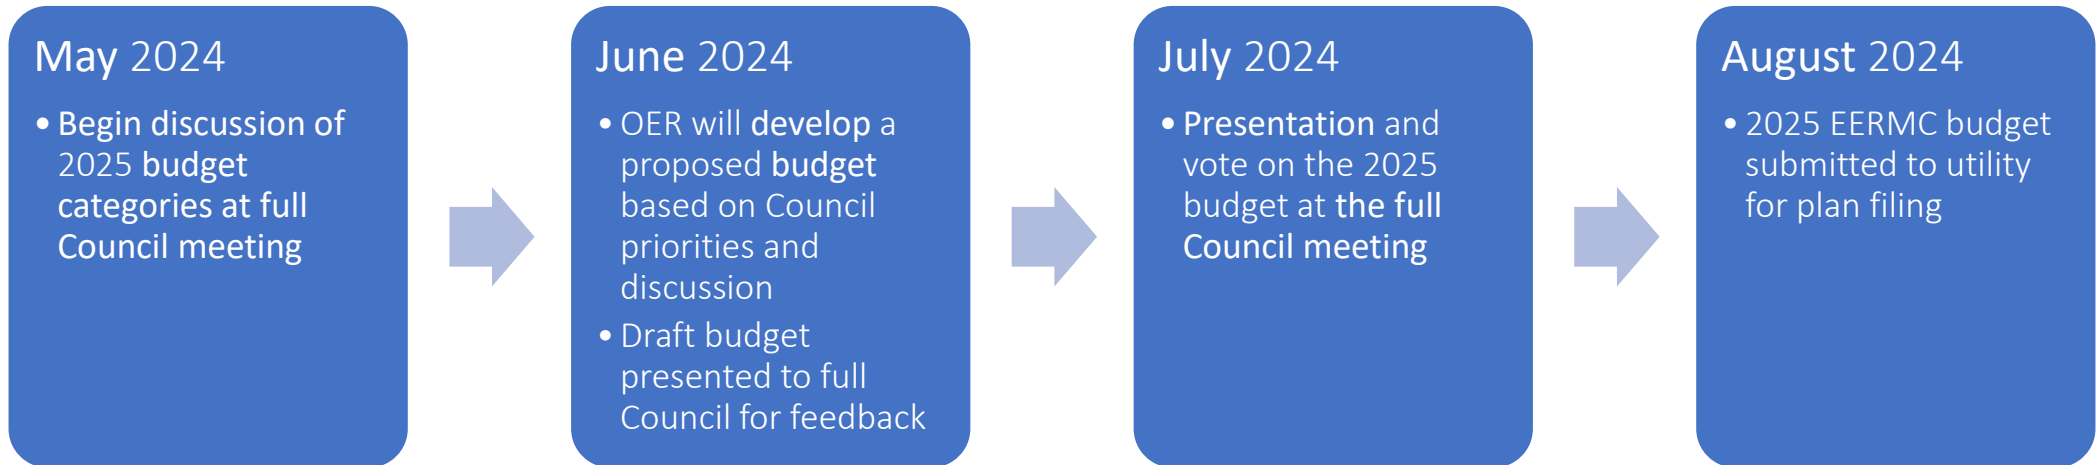 May 2024
• Begin discussion of
2025 budget
categories at full
Council meeting
June 2024
• OER will develop a
proposed budget
based on Council
priorities and
discussion
• Draft budget
presented to full
Council for feedback
July 2024
• Presentation and
vote on the 2025
budget at the full
Council meeting
August 2024
• 2025 EERMC budget
submitted to utility
for plan filing